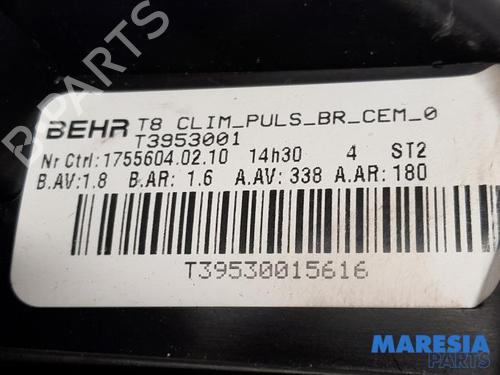 BEHR T8 CLIM_PULS_BR_CEM_0
T3953001
Nr Ctrl:1755604.02.10 14h30 4 ST2
B.AV:1.8 B.AR: 1.6 A.AV: 338 A.AR: 180
T39530015616
MARESIA
PARTS